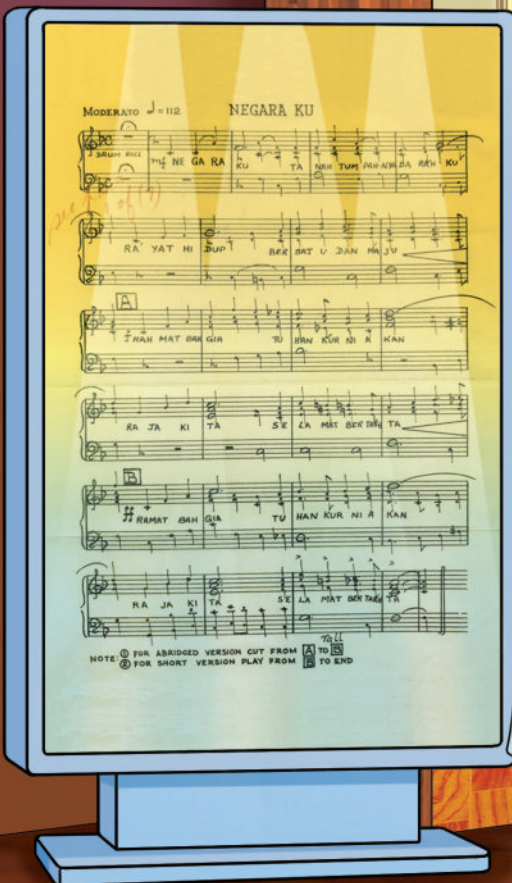 MODERATO ♩=112 NEGARA KU
DRUM ROLL mf NE GA RA KU TA NAH TUM PAH NYA DA RAH KU
RA YAT HI DUP BER SAT U DAN MA JU
A
f RAH MAT BAH GIA TU HAN KUR NI A KAN
RA JA KI TA SE LA MAT BER TAKH TA
B
ff RAMAT BAH GIA TU HAN KUR NI A KAN
RA JA KI TA SE LA MAT BER TAKH TA
Tall
NOTE: ① FOR ABRIDGED VERSION CUT FROM A TO B
② FOR SHORT VERSION PLAY FROM B TO END